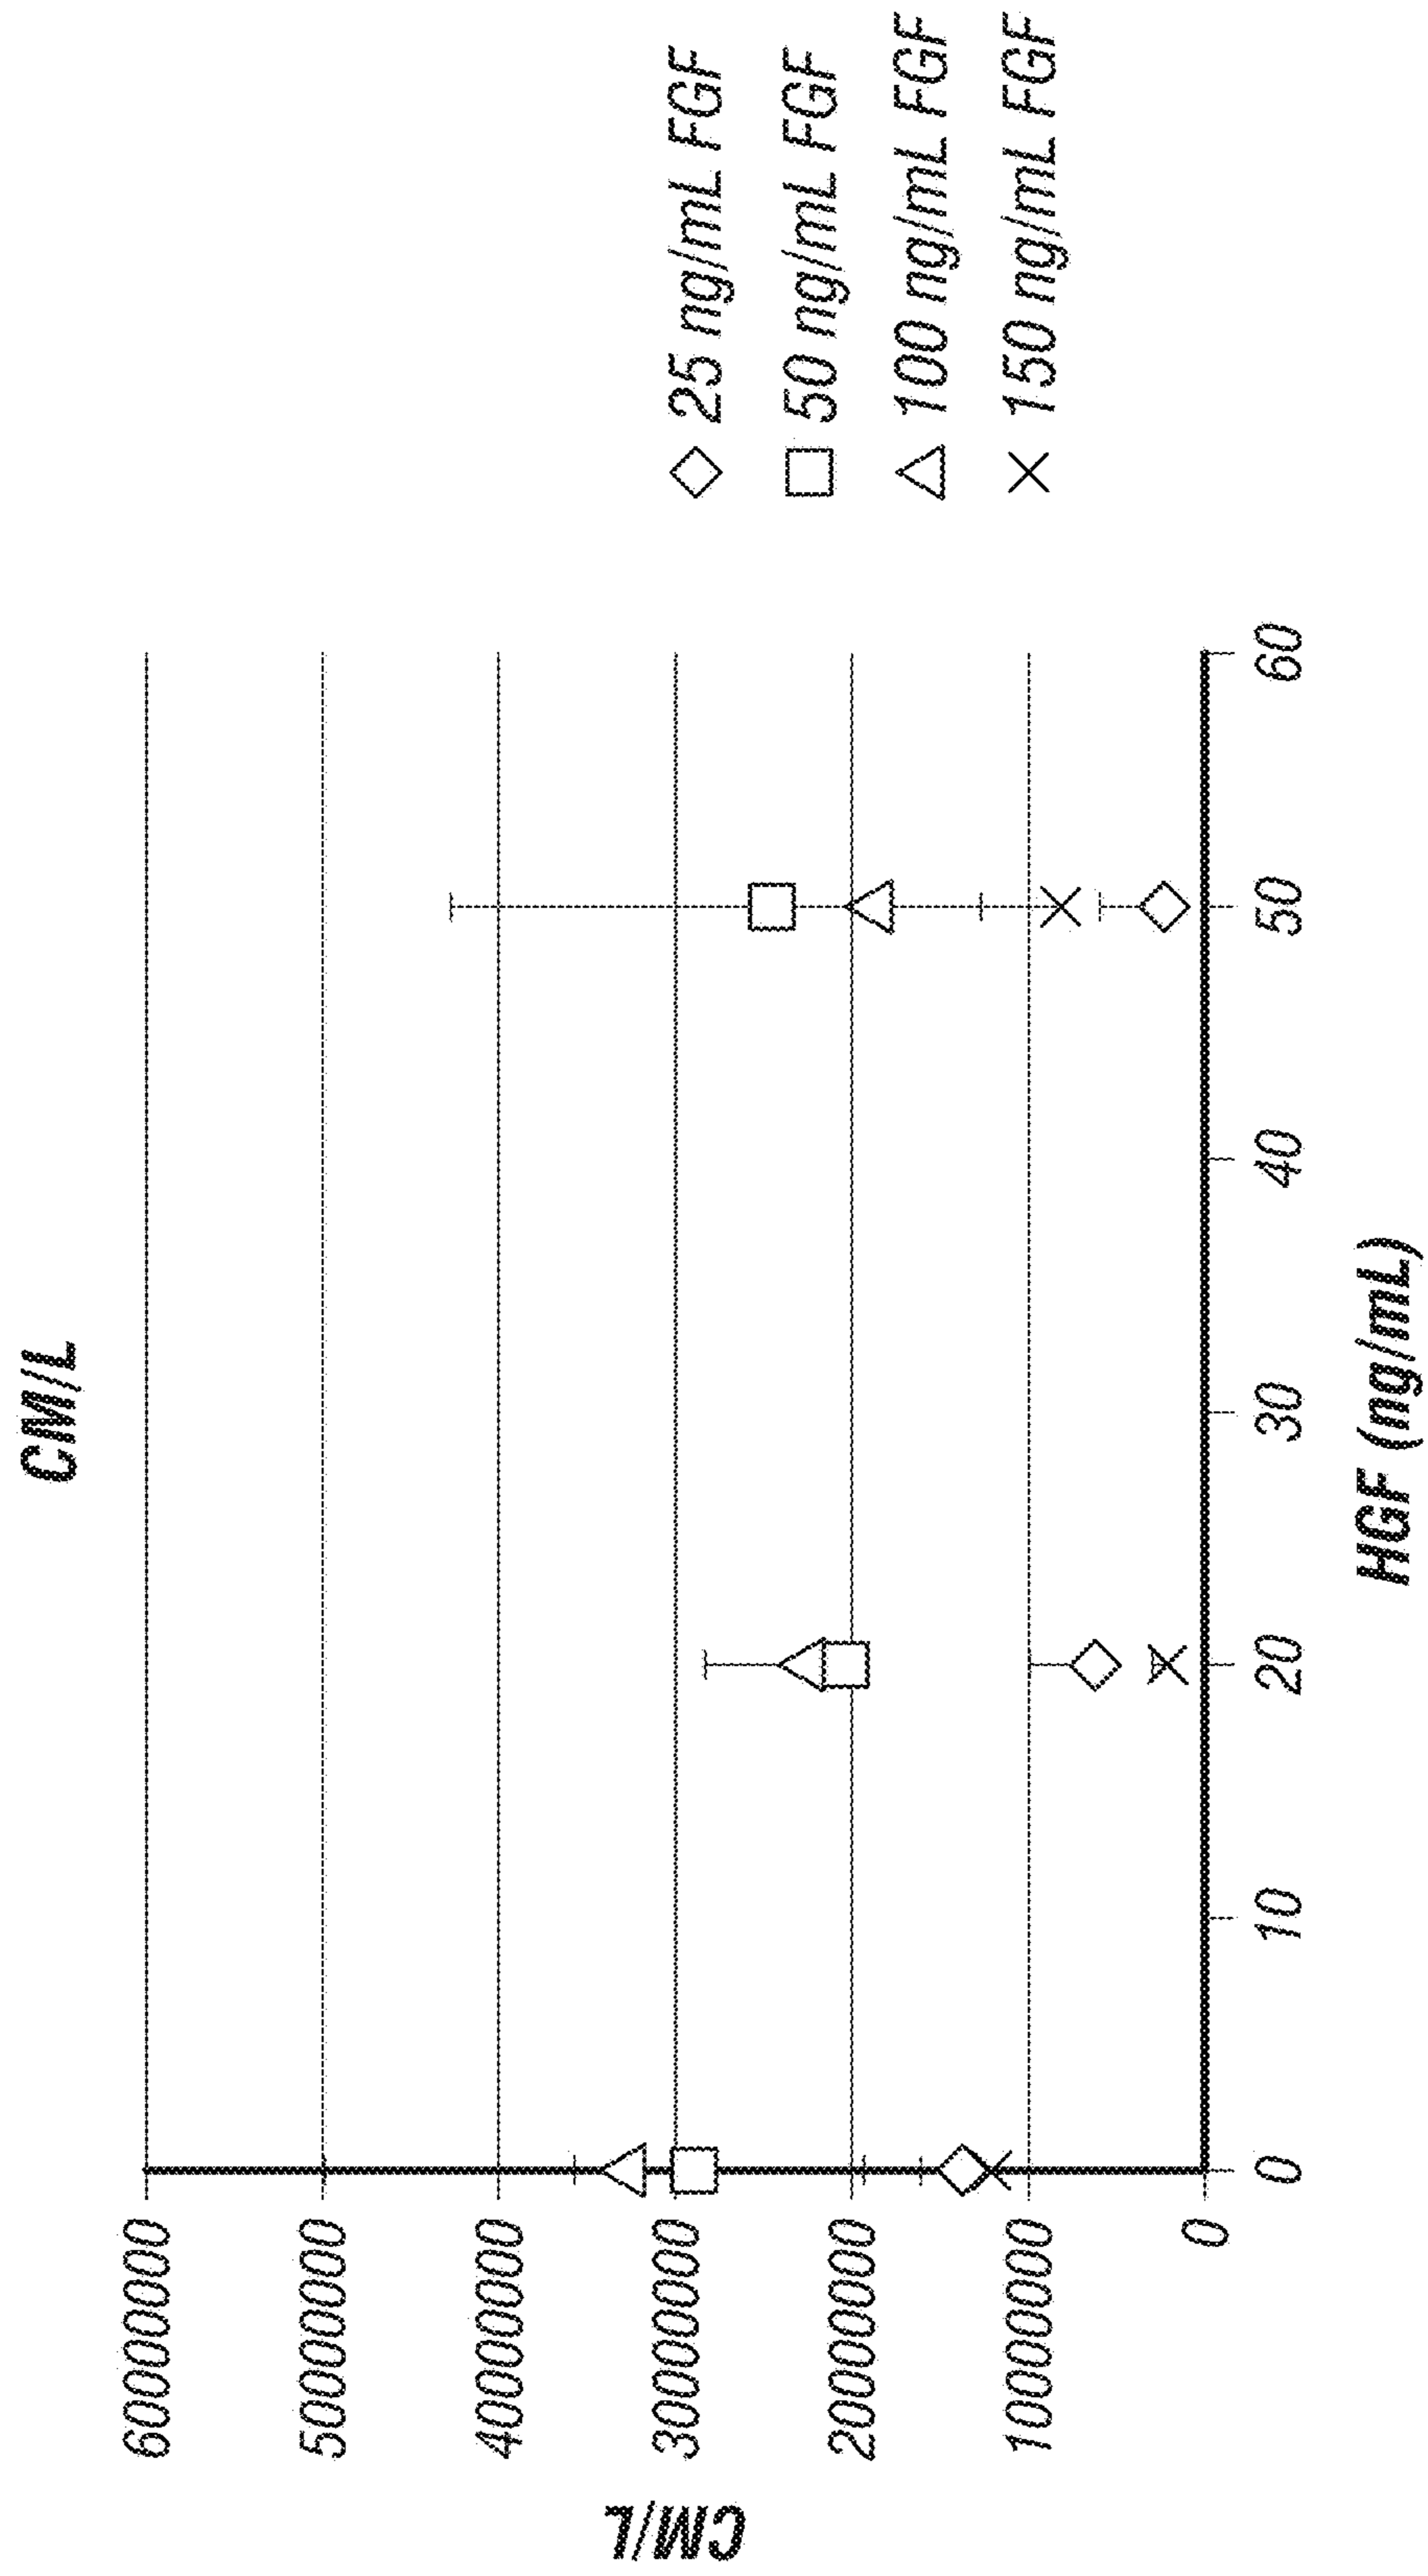 CM/L
CM/L
60000000
50000000
40000000
30000000
20000000
10000000
0
0
10
20
30
40
50
60
HGF (ng/mL)
25 ng/mL FGF
50 ng/mL FGF
100 ng/mL FGF
150 ng/mL FGF